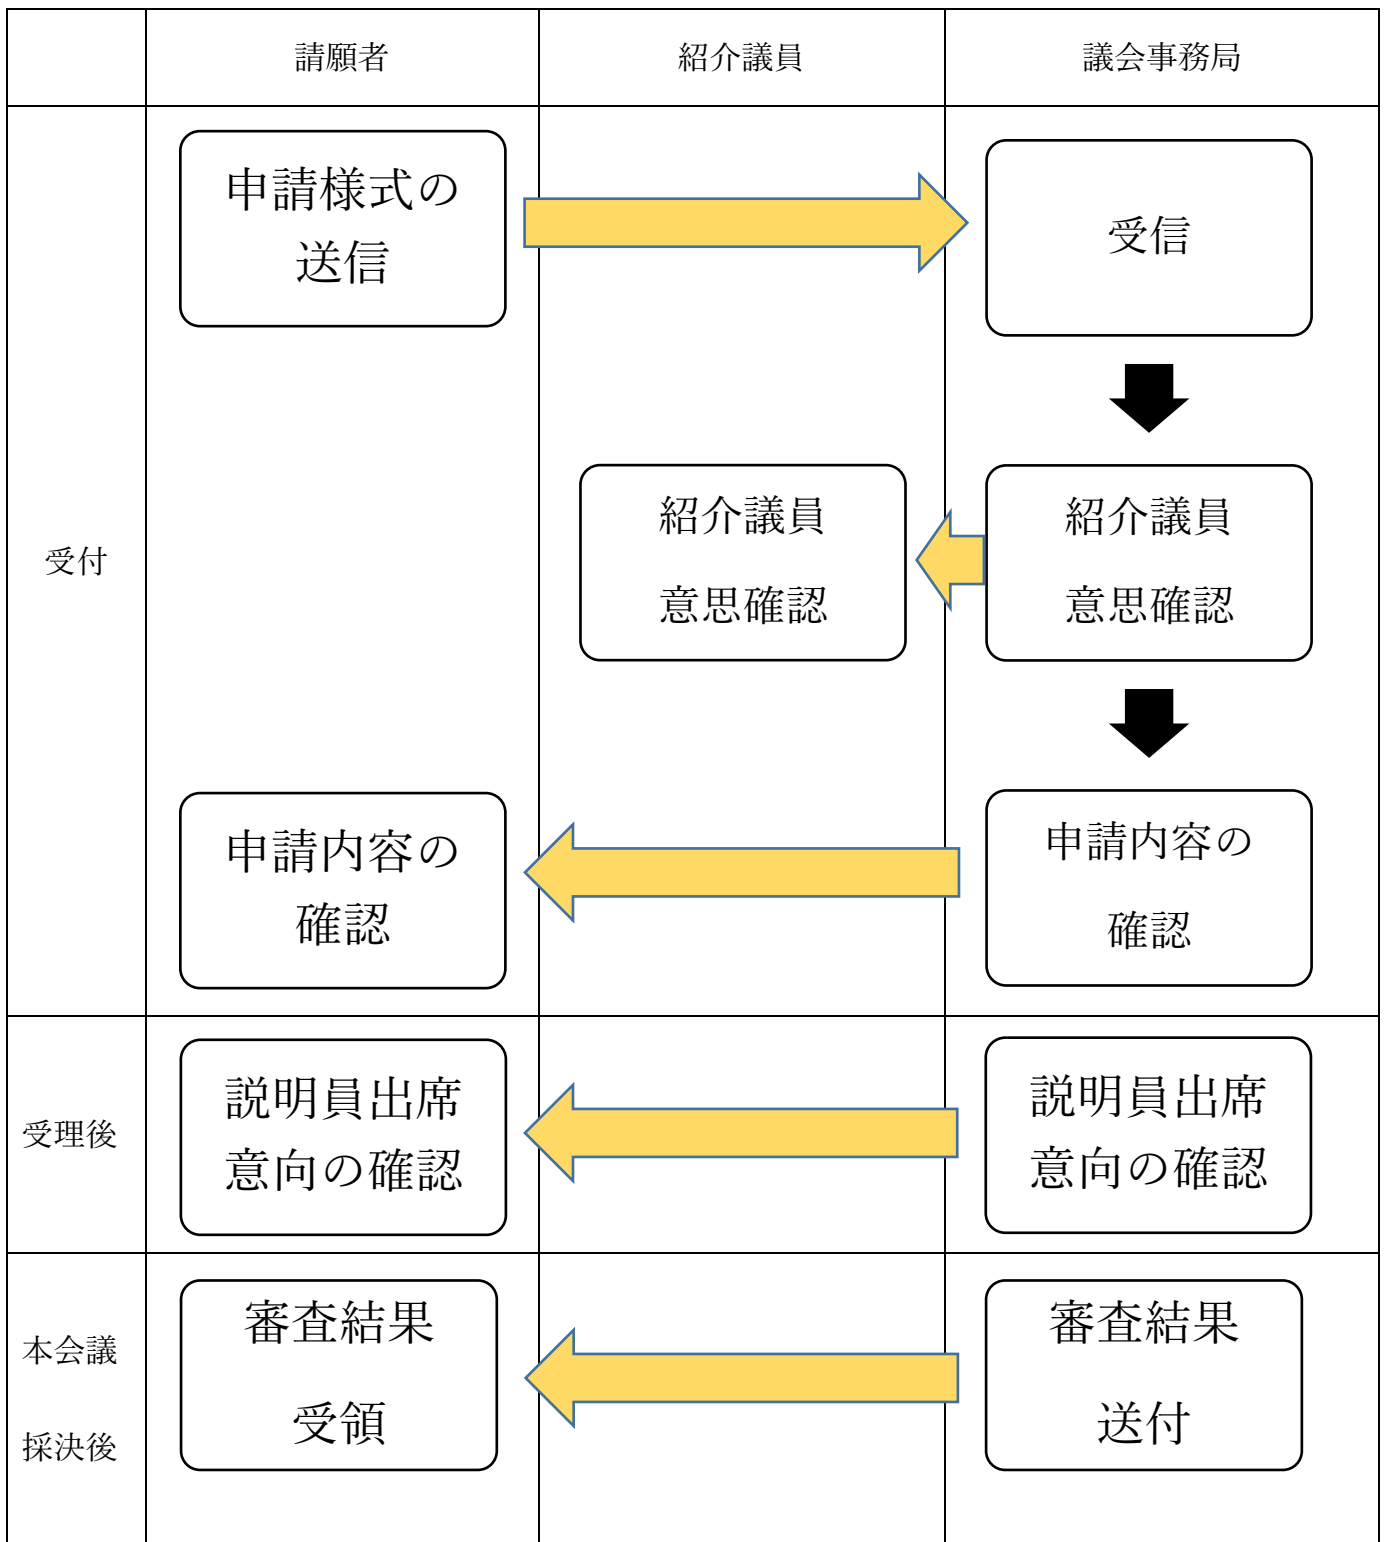 請願者
紹介議員
議会事務局
受付
申請様式の
送信
受信
紹介議員
意思確認
紹介議員
意思確認
申請内容の
確認
申請内容の
確認
受理後
説明員出席
意向の確認
説明員出席
意向の確認
本会議
採決後
審査結果
受領
審査結果
送付